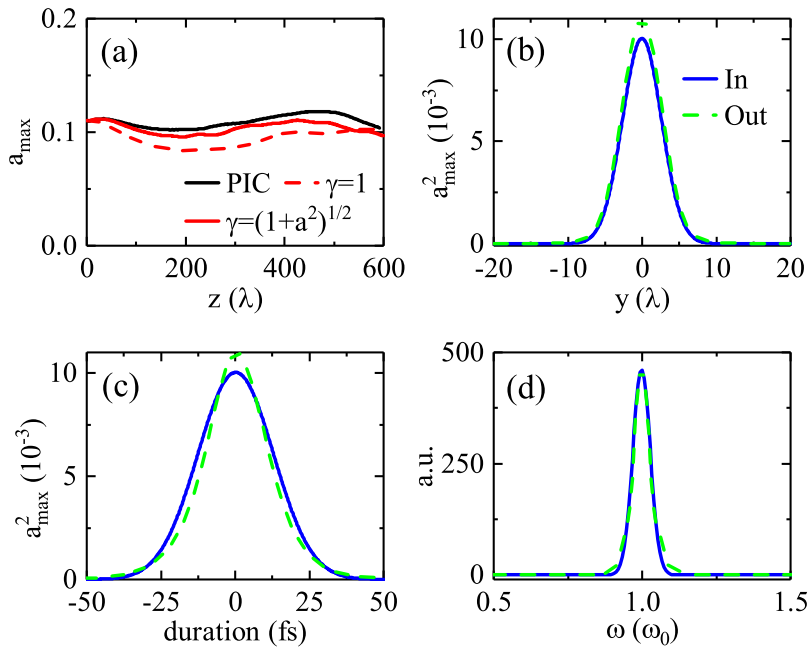 (a)
0.2
0.1
0.0
a_max
PIC
γ=1
γ=(1+a²)^1/2
0 200 400 600
z (λ)
(b)
10
5
0
a²_max (10⁻³)
In
Out
-20 -10 0 10 20
y (λ)
(c)
10
5
0
a²_max (10⁻³)
-50 -25 0 25 50
duration (fs)
(d)
450
225
0
a.u.
0.5 1.0 1.5
ω (ω₀)